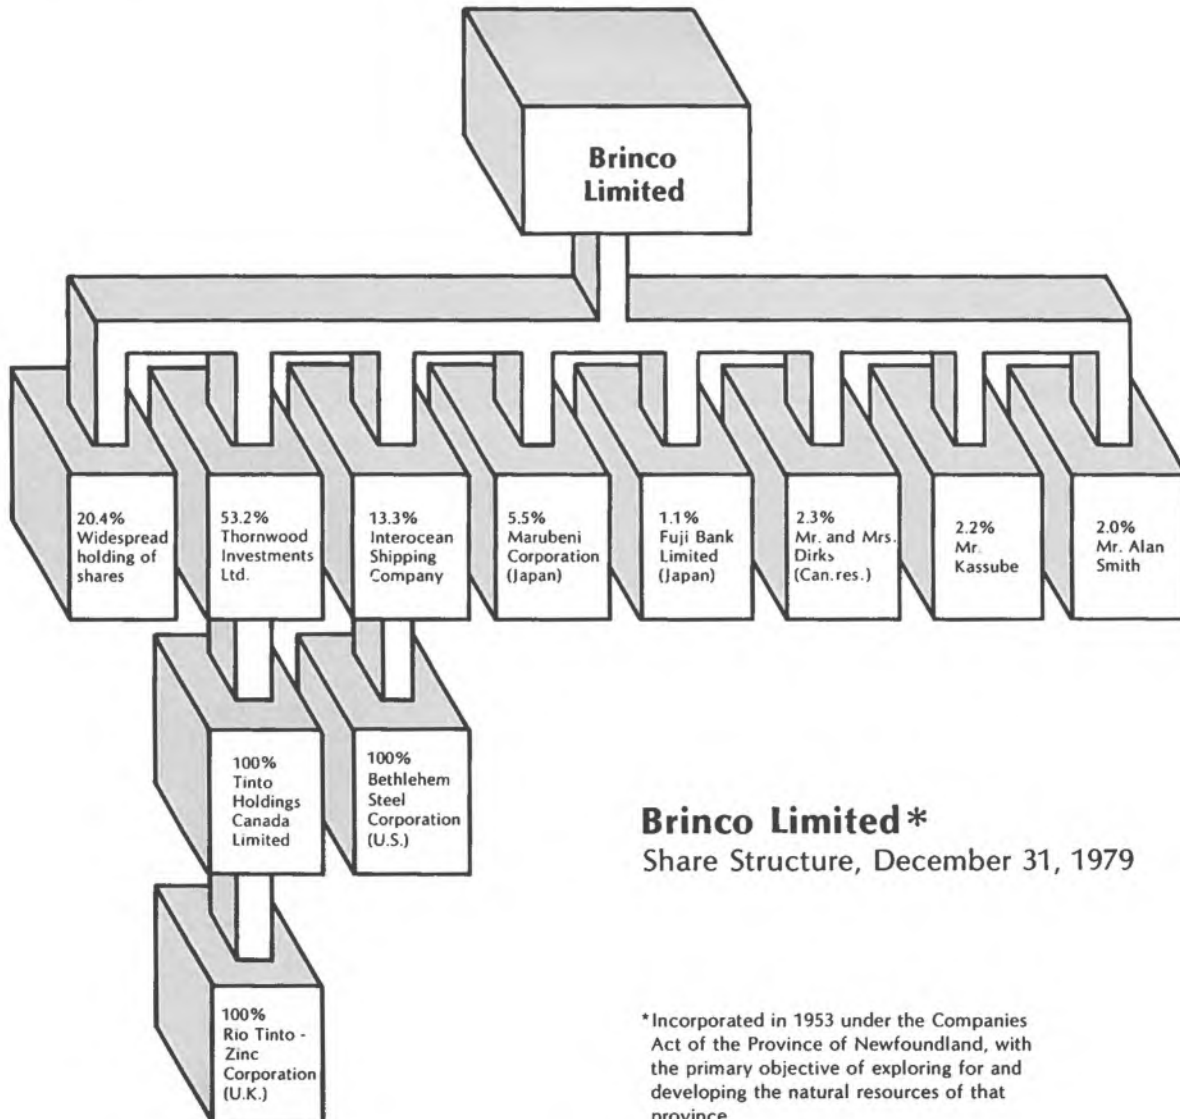 Brinco
Limited
20.4%
Widespread
holding of
shares
53.2%
Thornwood
Investments
Ltd.
13.3%
Interocean
Shipping
Company
5.5%
Marubeni
Corporation
(Japan)
1.1%
Fuji Bank
Limited
(Japan)
2.3%
Mr. and Mrs.
Dirks
(Can.res.)
2.2%
Mr.
Kassube
2.0%
Mr. Alan
Smith
100%
Tinto
Holdings
Canada
Limited
100%
Bethlehem
Steel
Corporation
(U.S.)
100%
Rio Tinto -
Zinc
Corporation
(U.K.)
Brinco Limited*
Share Structure, December 31, 1979
*Incorporated in 1953 under the Companies
Act of the Province of Newfoundland, with
the primary objective of exploring for and
developing the natural resources of that
province